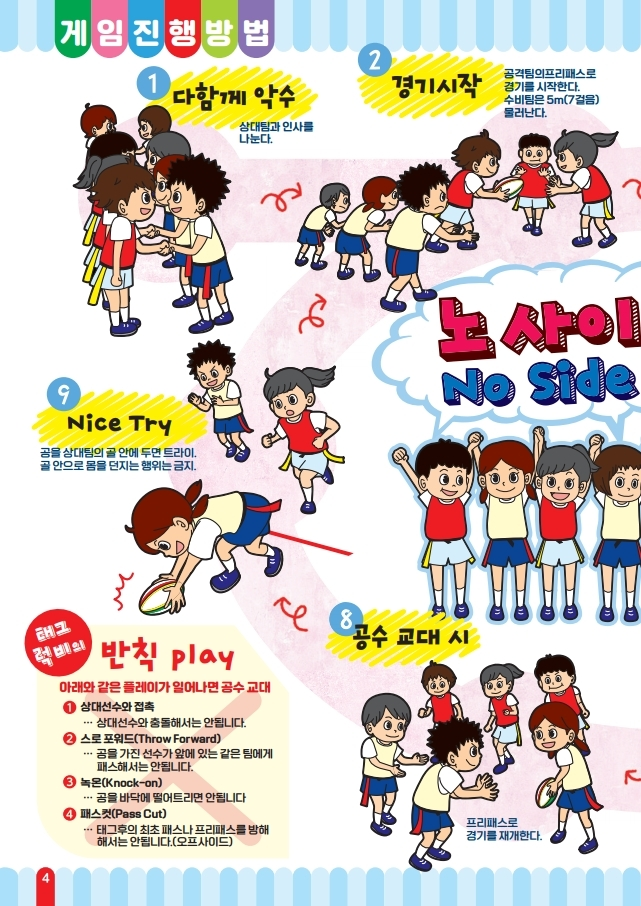 게임진행방법
1
다함께 악수
상대팀과 인사를
나눈다.
2
경기시작
공격팀의프리패스로
경기를 시작한다.
수비팀은 5m(7걸음)
물러난다.
노 사이
No Side
9
Nice Try
공을 상대팀의 골 안에 두면 트라이.
골 안으로 몸을 던지는 행위는 금지.
8
공수 교대 시
프리패스로
경기를 재개한다.
태그
럭비의
반칙 play
아래와 같은 플레이가 일어나면 공수 교대
1 상대선수와 접촉
… 상대선수와 충돌해서는 안됩니다.
2 스로 포워드(Throw Forward)
… 공을 가진 선수가 앞에 있는 같은 팀에게
패스해서는 안됩니다.
3 녹온(Knock-on)
… 공을 바닥에 떨어트리면 안됩니다
4 패스컷(Pass Cut)
… 태그후의 최초 패스나 프리패스를 방해
해서는 안됩니다.(오프사이드)
4